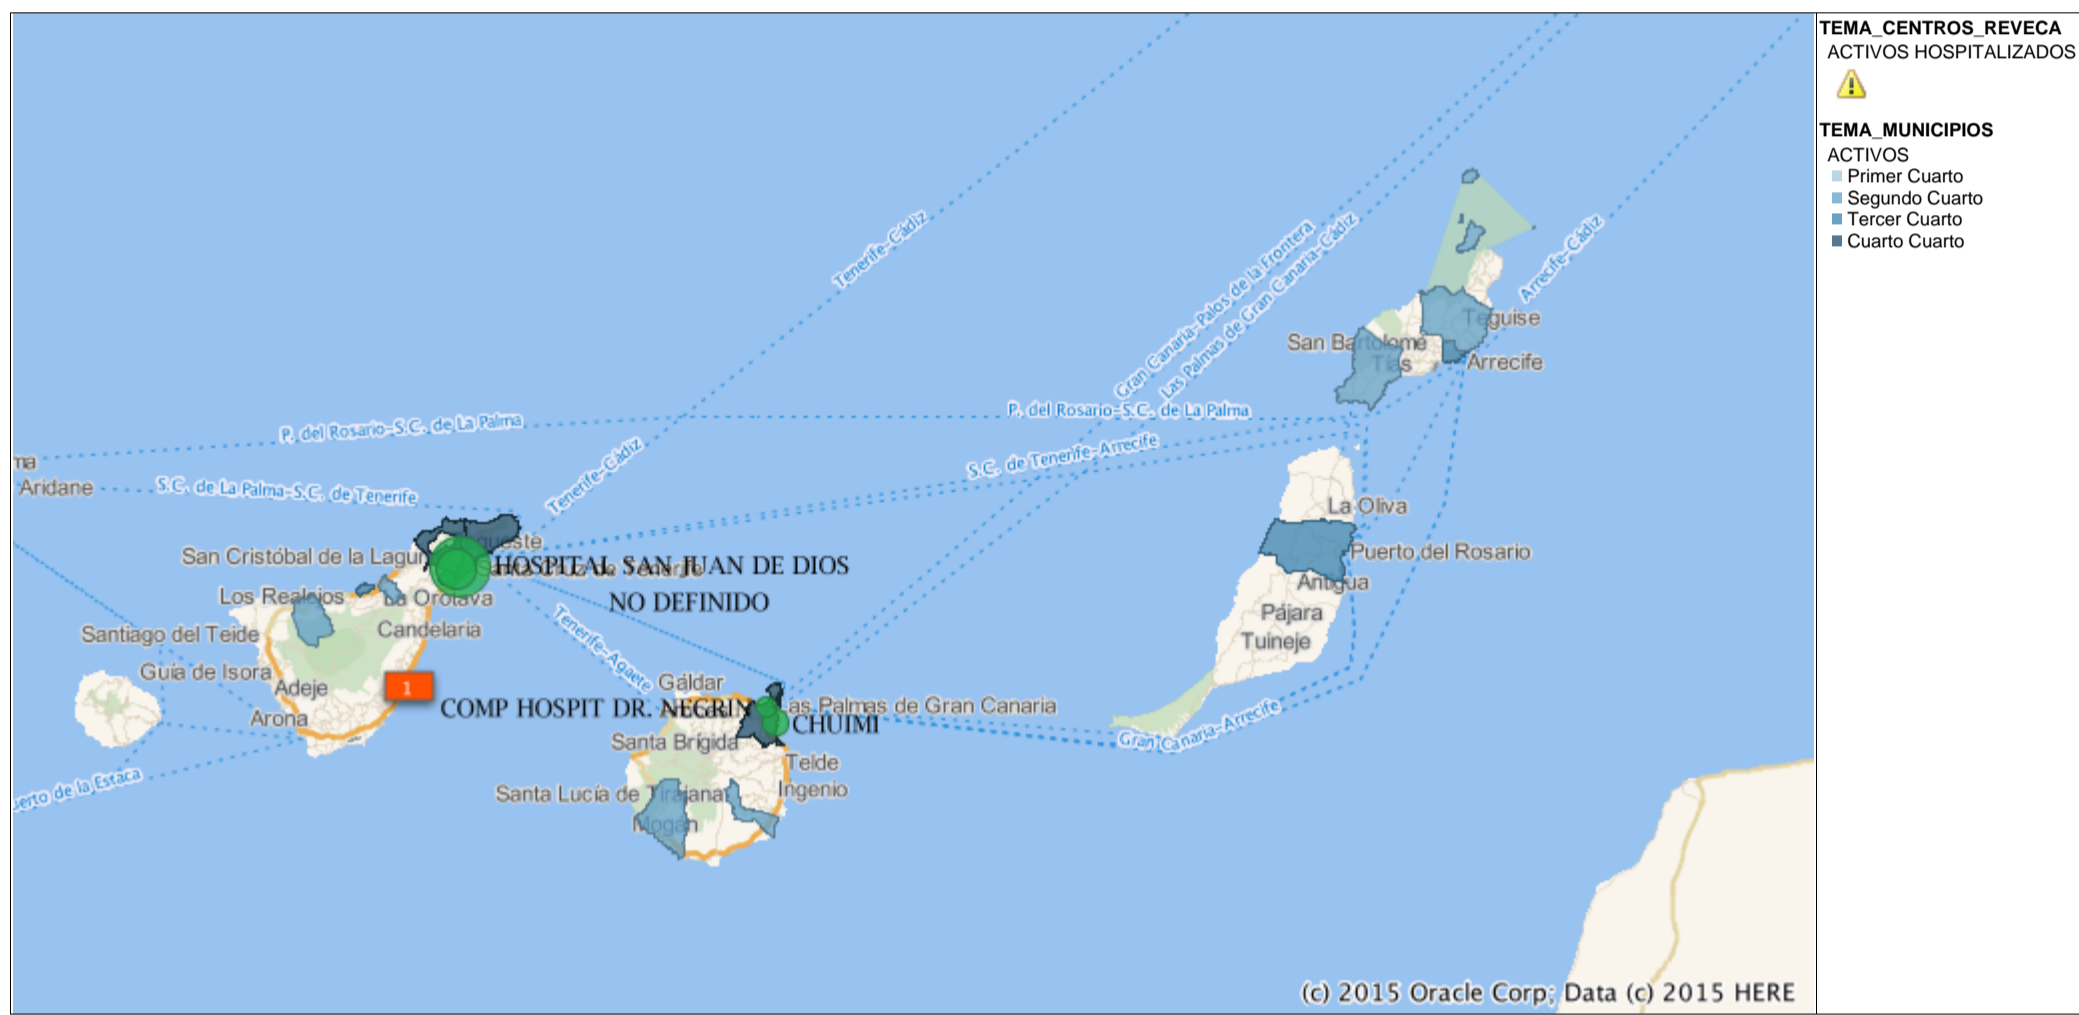 TEMA_CENTROS_REVECA
ACTIVOS HOSPITALIZADOS
TEMA_MUNICIPIOS
ACTIVOS
Primer Cuarto
Segundo Cuarto
Tercer Cuarto
Cuarto Cuarto
Tenerife-Cádiz
Gran Canaria-Palos de la Frontera
Las Palmas de Gran Canaria-Cádiz
Arrecife-Cádiz
Teguise
San Bartolomé
Tías
Arrecife
P. del Rosario-S.C. de La Palma
P. del Rosario-S.C. de La Palma
Tenerife-Cádiz
S.C. de Tenerife-Arrecife
Aridane
S.C. de La Palma-S.C. de Tenerife
La Oliva
San Cristóbal de la
HOSPITAL SAN JUAN DE DIOS
Puerto del Rosario
Antigua
Los Realejos
La Orotava
NO DEFINIDO
Pájara
Candelaria
Santiago del Teide
Tenerife-Agaete
Tuineje
Guía de Isora
Adeje
1
Gáldar
COMP HOSPIT DR. NEGRIN
Las Palmas de Gran Canaria
Arona
CHUIMI
Santa Brígida
Gran Canaria-Arrecife
Telde
de la Estaca
Santa Lucía de Tirajana
Ingenio
Mogán
(c) 2015 Oracle Corp; Data (c) 2015 HERE